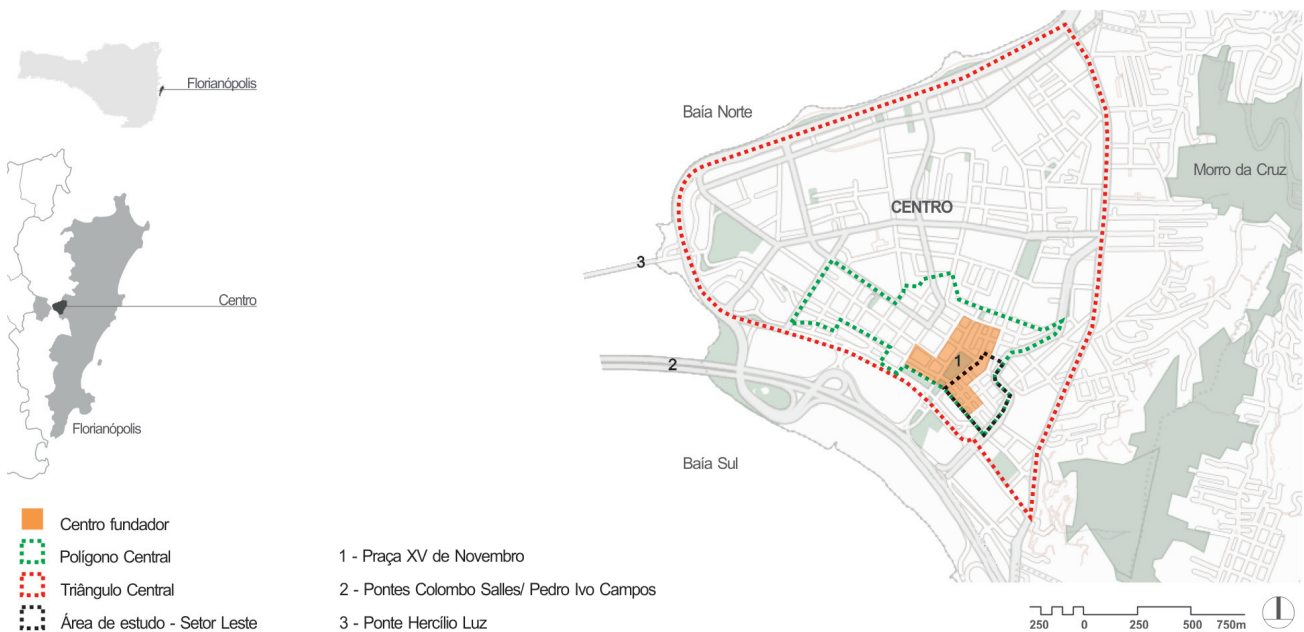 Florianópolis
Centro
Florianópolis
Baía Norte
Morro da Cruz
CENTRO
3
1
2
Baía Sul
Centro fundador
Polígono Central
Triângulo Central
Área de estudo - Setor Leste
1 - Praça XV de Novembro
2 - Pontes Colombo Salles/ Pedro Ivo Campos
3 - Ponte Hercílio Luz
250 0 250 500 750m